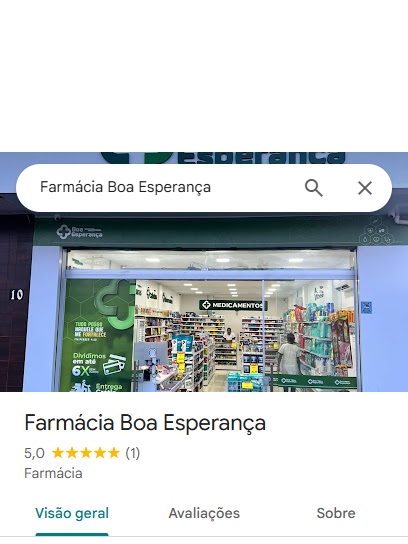 Esperança
Farmácia Boa Esperança
Boa
Esperança
10
MEDICAMENTOS
TUDO POSSO
NAQUELE QUE
ME FORTALECE
Dividimos
em até
6X
Entrega
Farmácia Boa Esperança
5,0 ★★★★★ (1)
Farmácia
Visão geral
Avaliações
Sobre